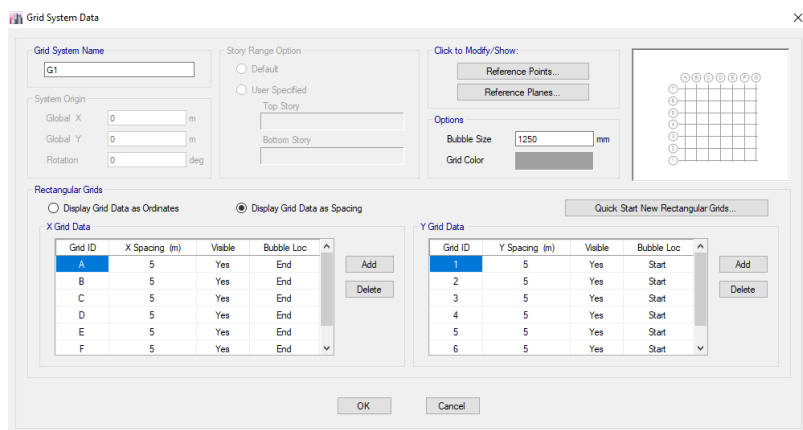 Grid System Data
Grid System Name
G1
System Origin
Global X 0 m
Global Y 0 m
Rotation 0 deg
Story Range Option
Default
User Specified
Top Story
Bottom Story
Click to Modify/Show:
Reference Points...
Reference Planes...
Options
Bubble Size 1250 mm
Grid Color
A B C D E F G
7
6
5
4
3
2
1
Rectangular Grids
Display Grid Data as Ordinates
Display Grid Data as Spacing
Quick Start New Rectangular Grids...
X Grid Data
Grid ID X Spacing (m) Visible Bubble Loc
A 5 Yes End
B 5 Yes End
C 5 Yes End
D 5 Yes End
E 5 Yes End
F 5 Yes End
Add
Delete
Y Grid Data
Grid ID Y Spacing (m) Visible Bubble Loc
1 5 Yes Start
2 5 Yes Start
3 5 Yes Start
4 5 Yes Start
5 5 Yes Start
6 5 Yes Start
Add
Delete
OK
Cancel